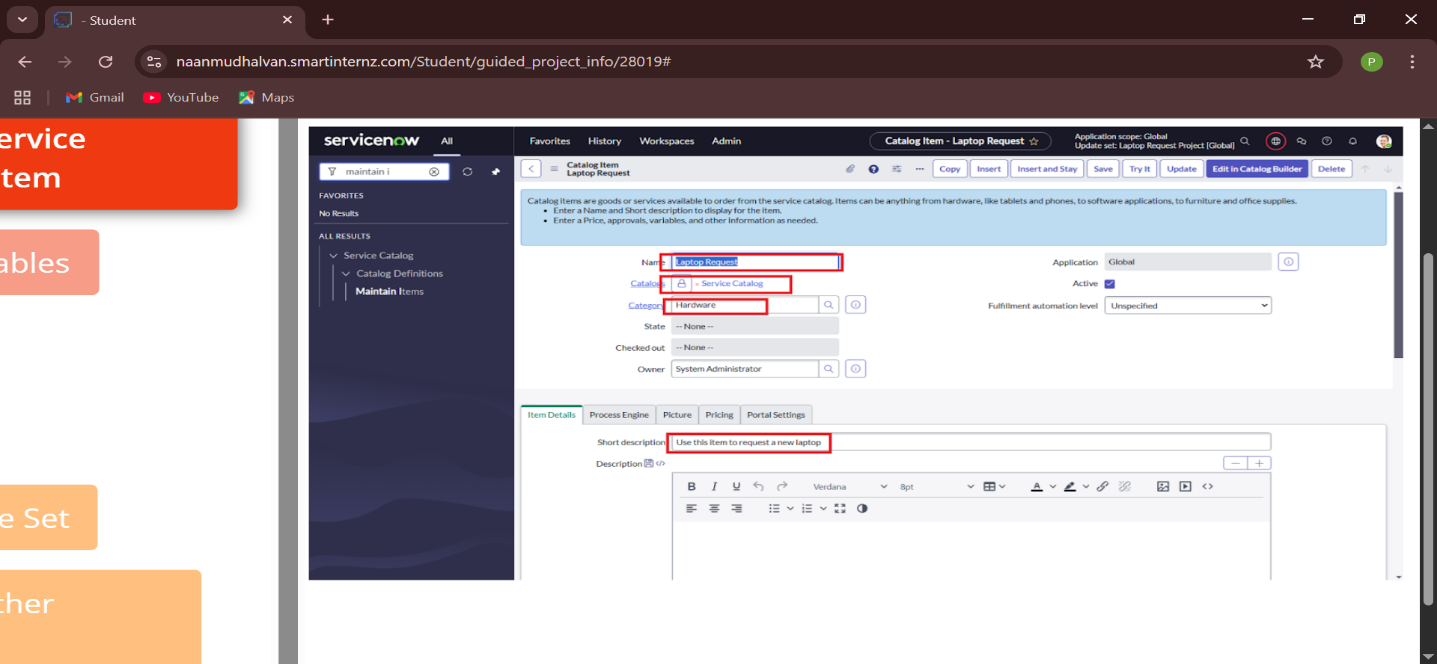 - Student
naanmudhalvan.smartinternz.com/Student/guided_project_info/28019#
P
Gmail
YouTube
Maps
ervice
tem
ables
e Set
ther
servicenow
All
Favorites
History
Workspaces
Admin
Catalog Item - Laptop Request
Application scope: Global
Update set: Laptop Request Project [Global]
maintain i
FAVORITES
No Results
ALL RESULTS
Service Catalog
Catalog Definitions
Maintain Items
Catalog Item
Laptop Request
Copy
Insert
Insert and Stay
Save
Try It
Update
Edit in Catalog Builder
Delete
Catalog items are goods or services available to order from the service catalog. Items can be anything from hardware, like tablets and phones, to software applications, to furniture and office supplies.
• Enter a Name and Short description to display for the item.
• Enter a Price, approvals, variables, and other information as needed.
Name Laptop Request
Catalogs Service Catalog
Category Hardware
State -- None --
Checked out -- None --
Owner System Administrator
Application Global
Active
Fulfillment automation level Unspecified
Item Details
Process Engine
Picture
Pricing
Portal Settings
Short description Use this item to request a new laptop
Description
B I U Verdana 8pt A